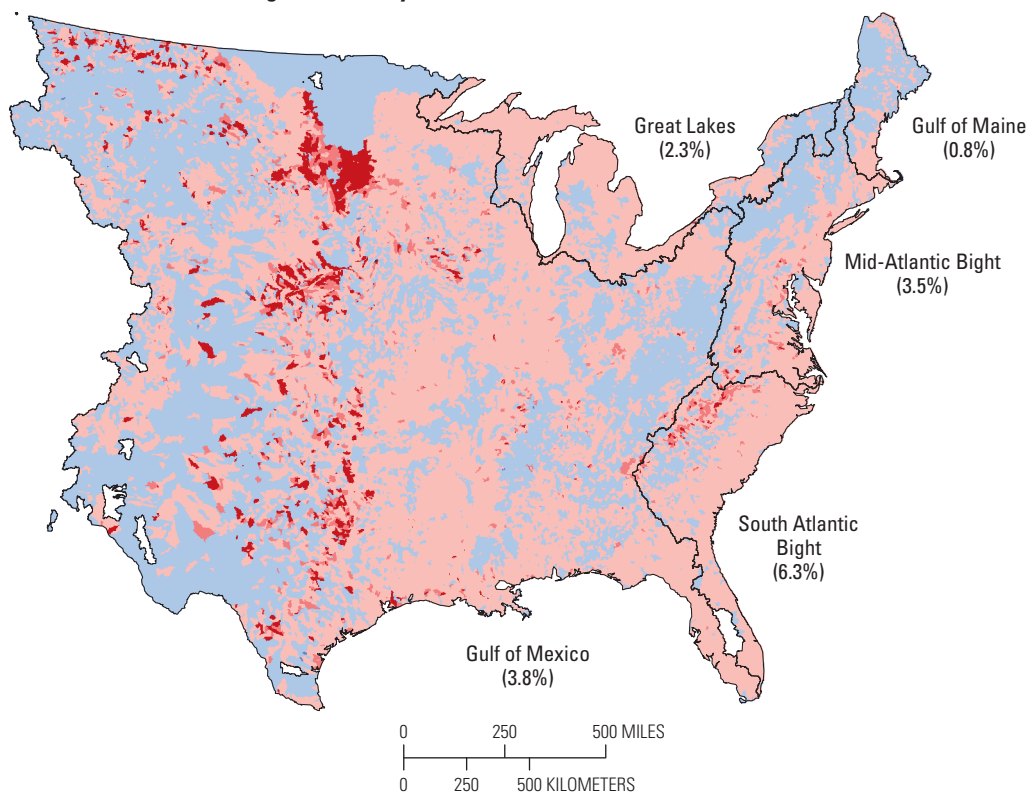 Great Lakes
(2.3%)
Gulf of Maine
(0.8%)
Mid-Atlantic Bight
(3.5%)
South Atlantic
Bight
(6.3%)
Gulf of Mexico
(3.8%)
0 250 500 MILES
0 250 500 KILOMETERS